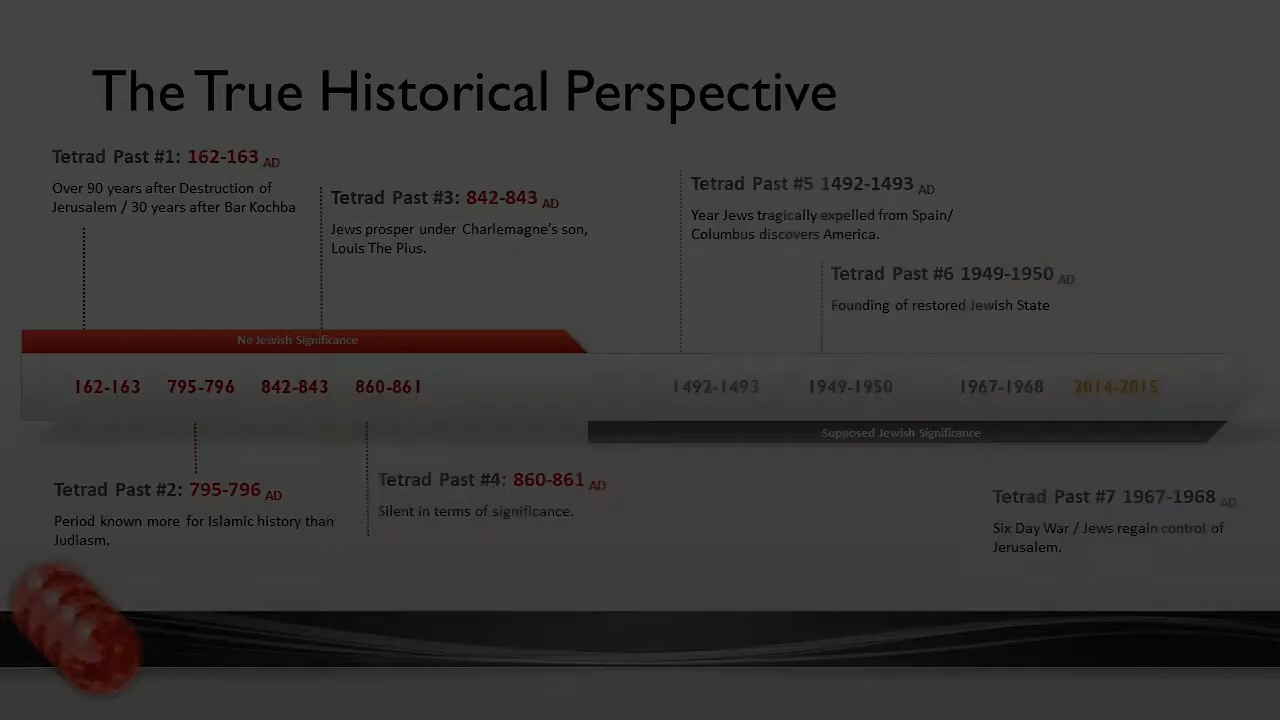 The True Historical Perspective
Tetrad Past #1: 162-163 AD
Over 90 years after Destruction of
Jerusalem / 30 years after Bar Kochba
Tetrad Past #3: 842-843 AD
Jews prosper under Charlemagne's son,
Louis The Pius.
Tetrad Past #5 1492-1493 AD
Year Jews tragically expelled from Spain/
Columbus discovers America.
Tetrad Past #6 1949-1950 AD
Founding of restored Jewish State
No Jewish Significance
162-163 795-796 842-843 860-861 1492-1493 1949-1950 1967-1968 2014-2015
Supposed Jewish Significance
Tetrad Past #2: 795-796 AD
Period known more for Islamic history than
Judiasm.
Tetrad Past #4: 860-861 AD
Silent in terms of significance.
Tetrad Past #7 1967-1968 AD
Six Day War / Jews regain control of
Jerusalem.